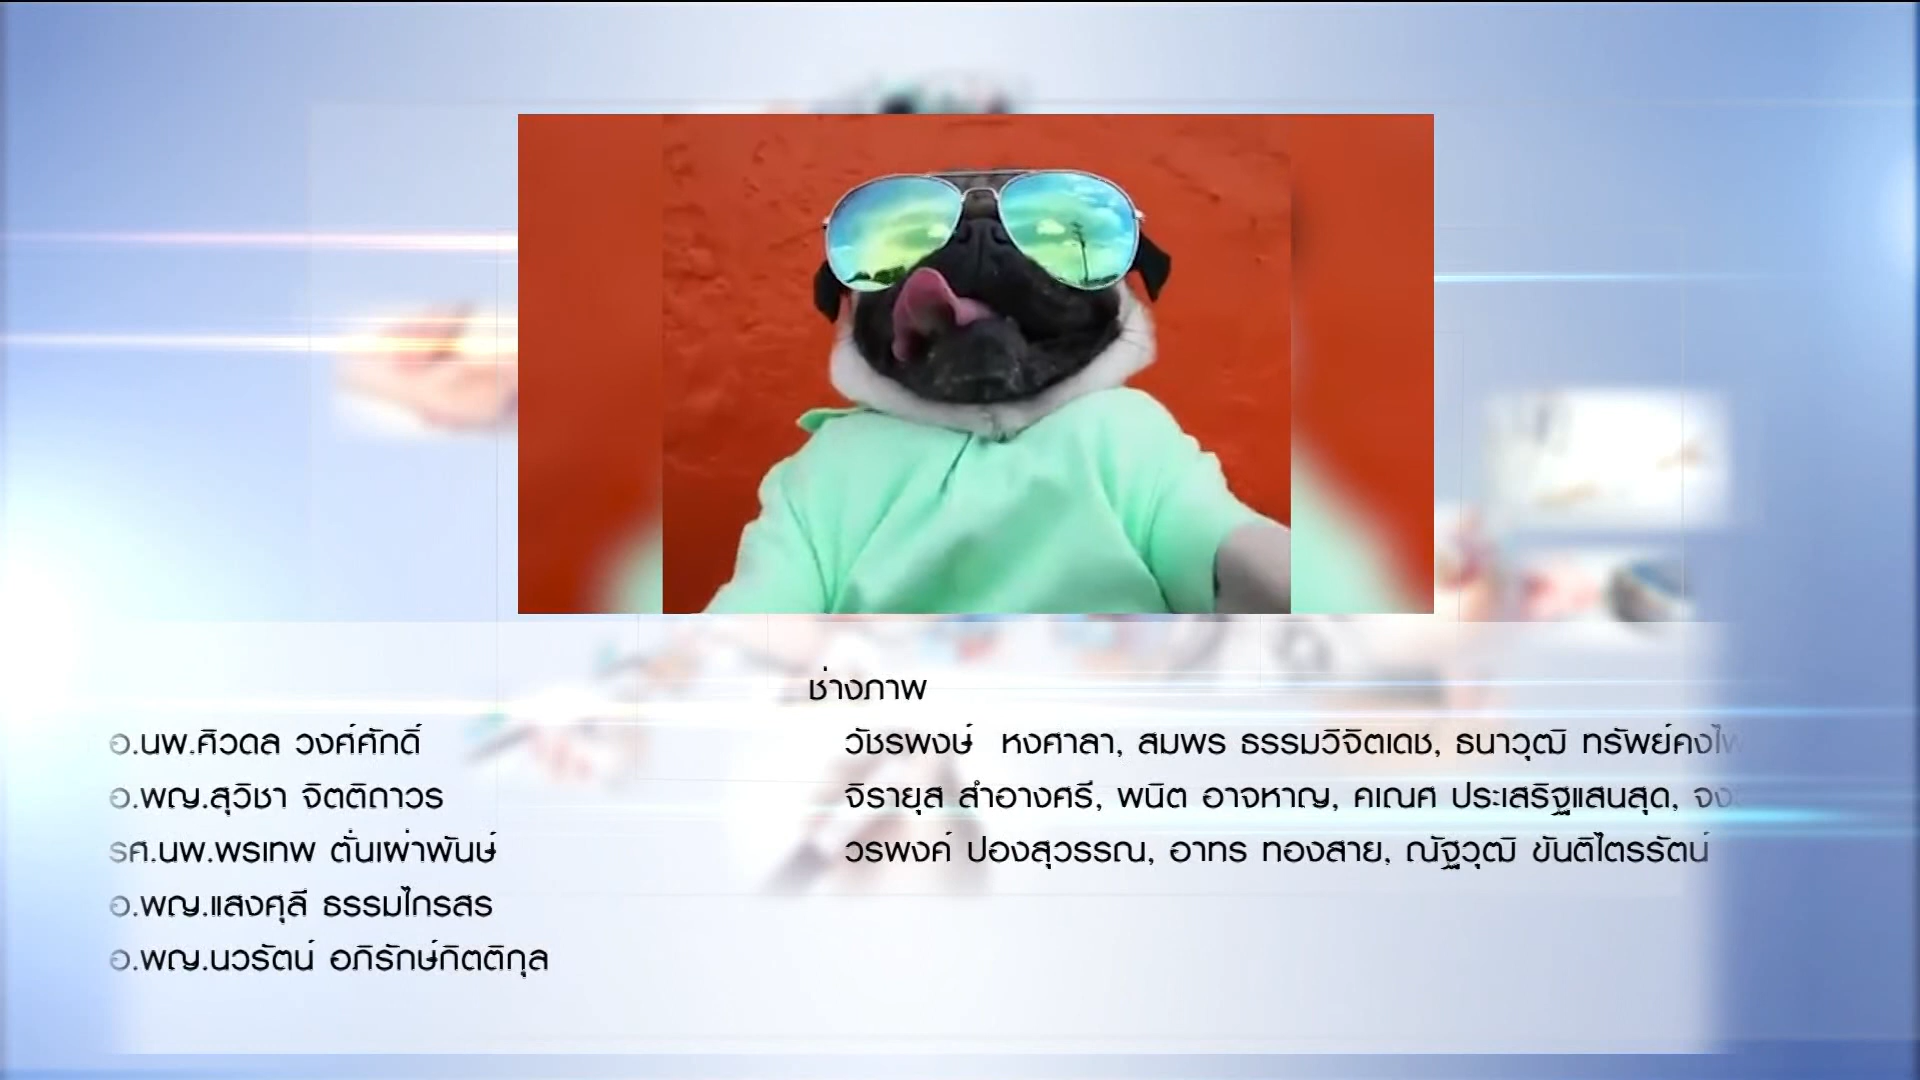 อ.นพ.ศิวดล วงศ์ศักดิ์
อ.พญ.สุวิชา จิตติถาวร
รศ.นพ.พรเทพ ตั่นเผ่าพันษ์
อ.พญ.แสงศุลี ธรรมไกรสร
อ.พญ.นวรัตน์ อภิรักษ์กิตติกุล
ช่างภาพ
วัชรพงษ์ หงศาลา, สมพร ธรรมวิจิตเดช, ธนาวุฒิ
จิรายุส สำอางศรี, พนิต อาจหาญ, คเณศ ประเสริฐแสนสุด,
วรพงค์ ปองสุวรรณ, อาทร ทองสาย, ณัฐวุฒิ ขันติไตรรัตน์